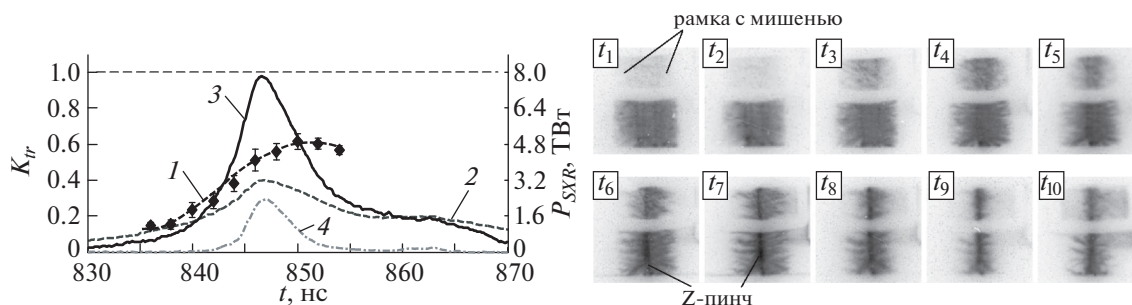 K_tr
1.0
0.8
0.6
0.4
0.2
0
8.0
6.4
4.8
3.2
1.6
0
P_SXR, ТВт
1
2
3
4
830
840
850
860
870
t, нс
рамка с мишенью
t1
t2
t3
t4
t5
t6
t7
t8
t9
t10
Z-пинч